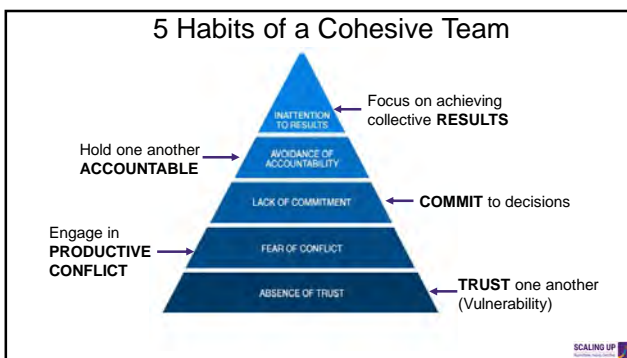 5 Habits of a Cohesive Team
INATTENTION
TO RESULTS
Focus on achieving
collective RESULTS
Hold one another
ACCOUNTABLE
AVOIDANCE OF
ACCOUNTABILITY
LACK OF COMMITMENT
COMMIT to decisions
Engage in
PRODUCTIVE
CONFLICT
FEAR OF CONFLICT
ABSENCE OF TRUST
TRUST one another
(Vulnerability)
SCALING UP